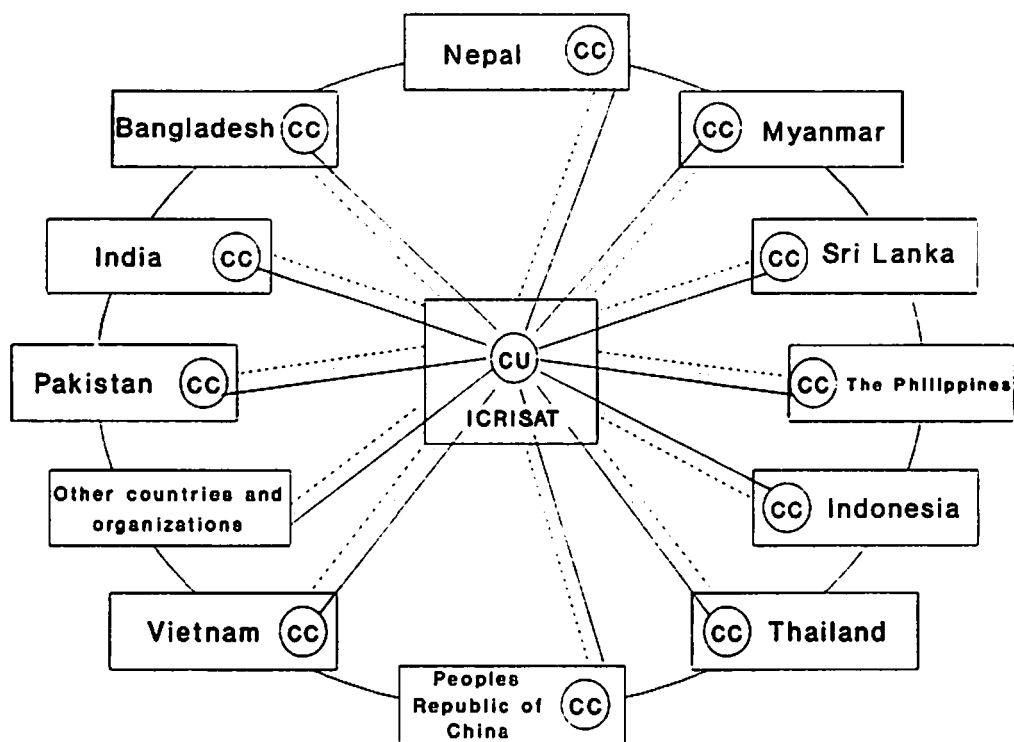 Nepal CC
Bangladesh CC
CC Myanmar
India CC
CC Sri Lanka
Pakistan CC
CU
ICRISAT
CC The Philippines
Other countries and
organizations
CC Indonesia
Vietnam CC
CC Thailand
Peoples
Republic of
China
CC